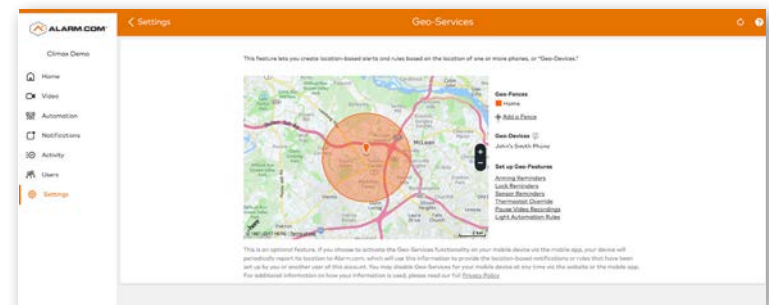 ALARM.COM
Settings
Geo-Services
Climax Demo
Home
Video
Automation
Notifications
Activity
Users
Settings
This feature lets you create location-based alerts and rules based on the location of one or more phones, or "Geo-Devices."
McLean
Geo-Fences
Home
Add a Fence
Geo-Devices
John's Smith Phone
Set up Geo-Features
Arming Reminders
Lock Reminders
Sensor Reminders
Thermostat Override
Pause Video Recordings
Light Automation Rules
This is an optional feature. If you choose to activate the Geo-Services functionality on your mobile device via the mobile app, your device will
periodically report its location to Alarm.com, which will use this information to provide the location-based notifications or rules that have been
set up by you or another user of this account. You may disable Geo-Services for your mobile device at any time via the website or the mobile app.
For additional information on how your information is used, please read our full Privacy Policy.